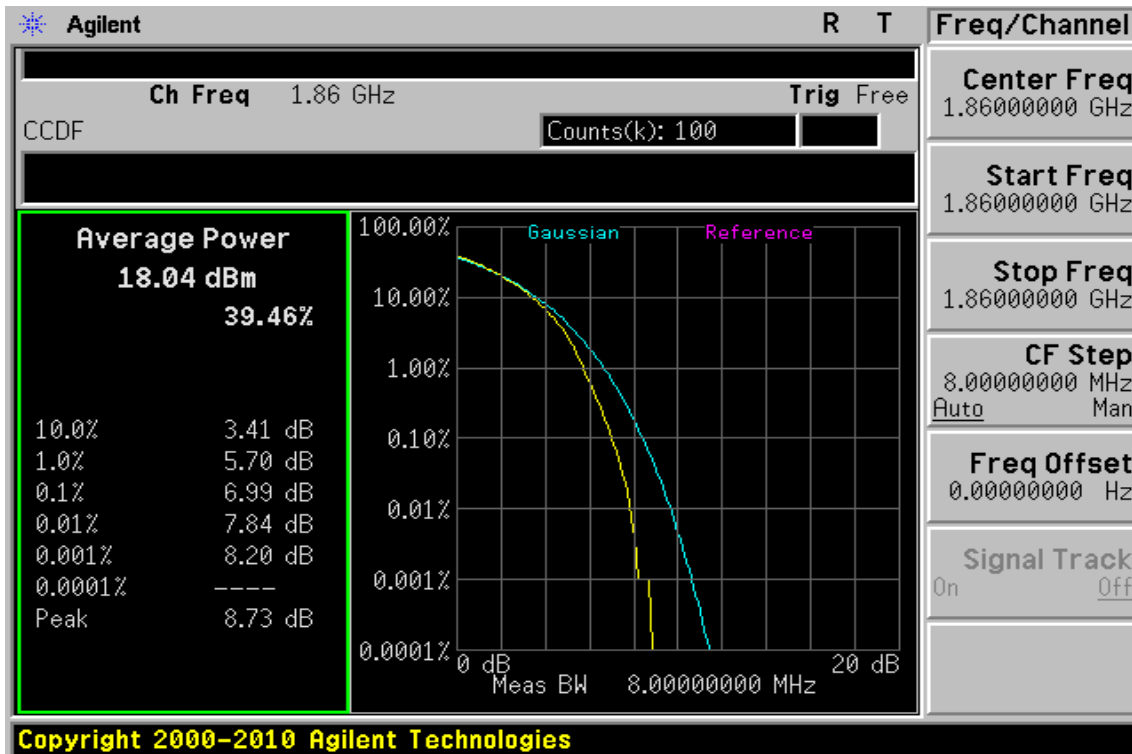 Agilent R T
Ch Freq 1.86 GHz Trig Free
CCDF Counts(k): 100
Average Power
18.04 dBm
39.46%
10.0% 3.41 dB
1.0% 5.70 dB
0.1% 6.99 dB
0.01% 7.84 dB
0.001% 8.20 dB
0.0001% ----
Peak 8.73 dB
Gaussian Reference
100.00%
10.00%
1.00%
0.10%
0.01%
0.001%
0.0001%
0 dB 20 dB
Meas BW 8.00000000 MHz
Freq/Channel
Center Freq
1.86000000 GHz
Start Freq
1.86000000 GHz
Stop Freq
1.86000000 GHz
CF Step
8.00000000 MHz
Auto Man
Freq Offset
0.00000000 Hz
Signal Track
On Off
Copyright 2000-2010 Agilent Technologies